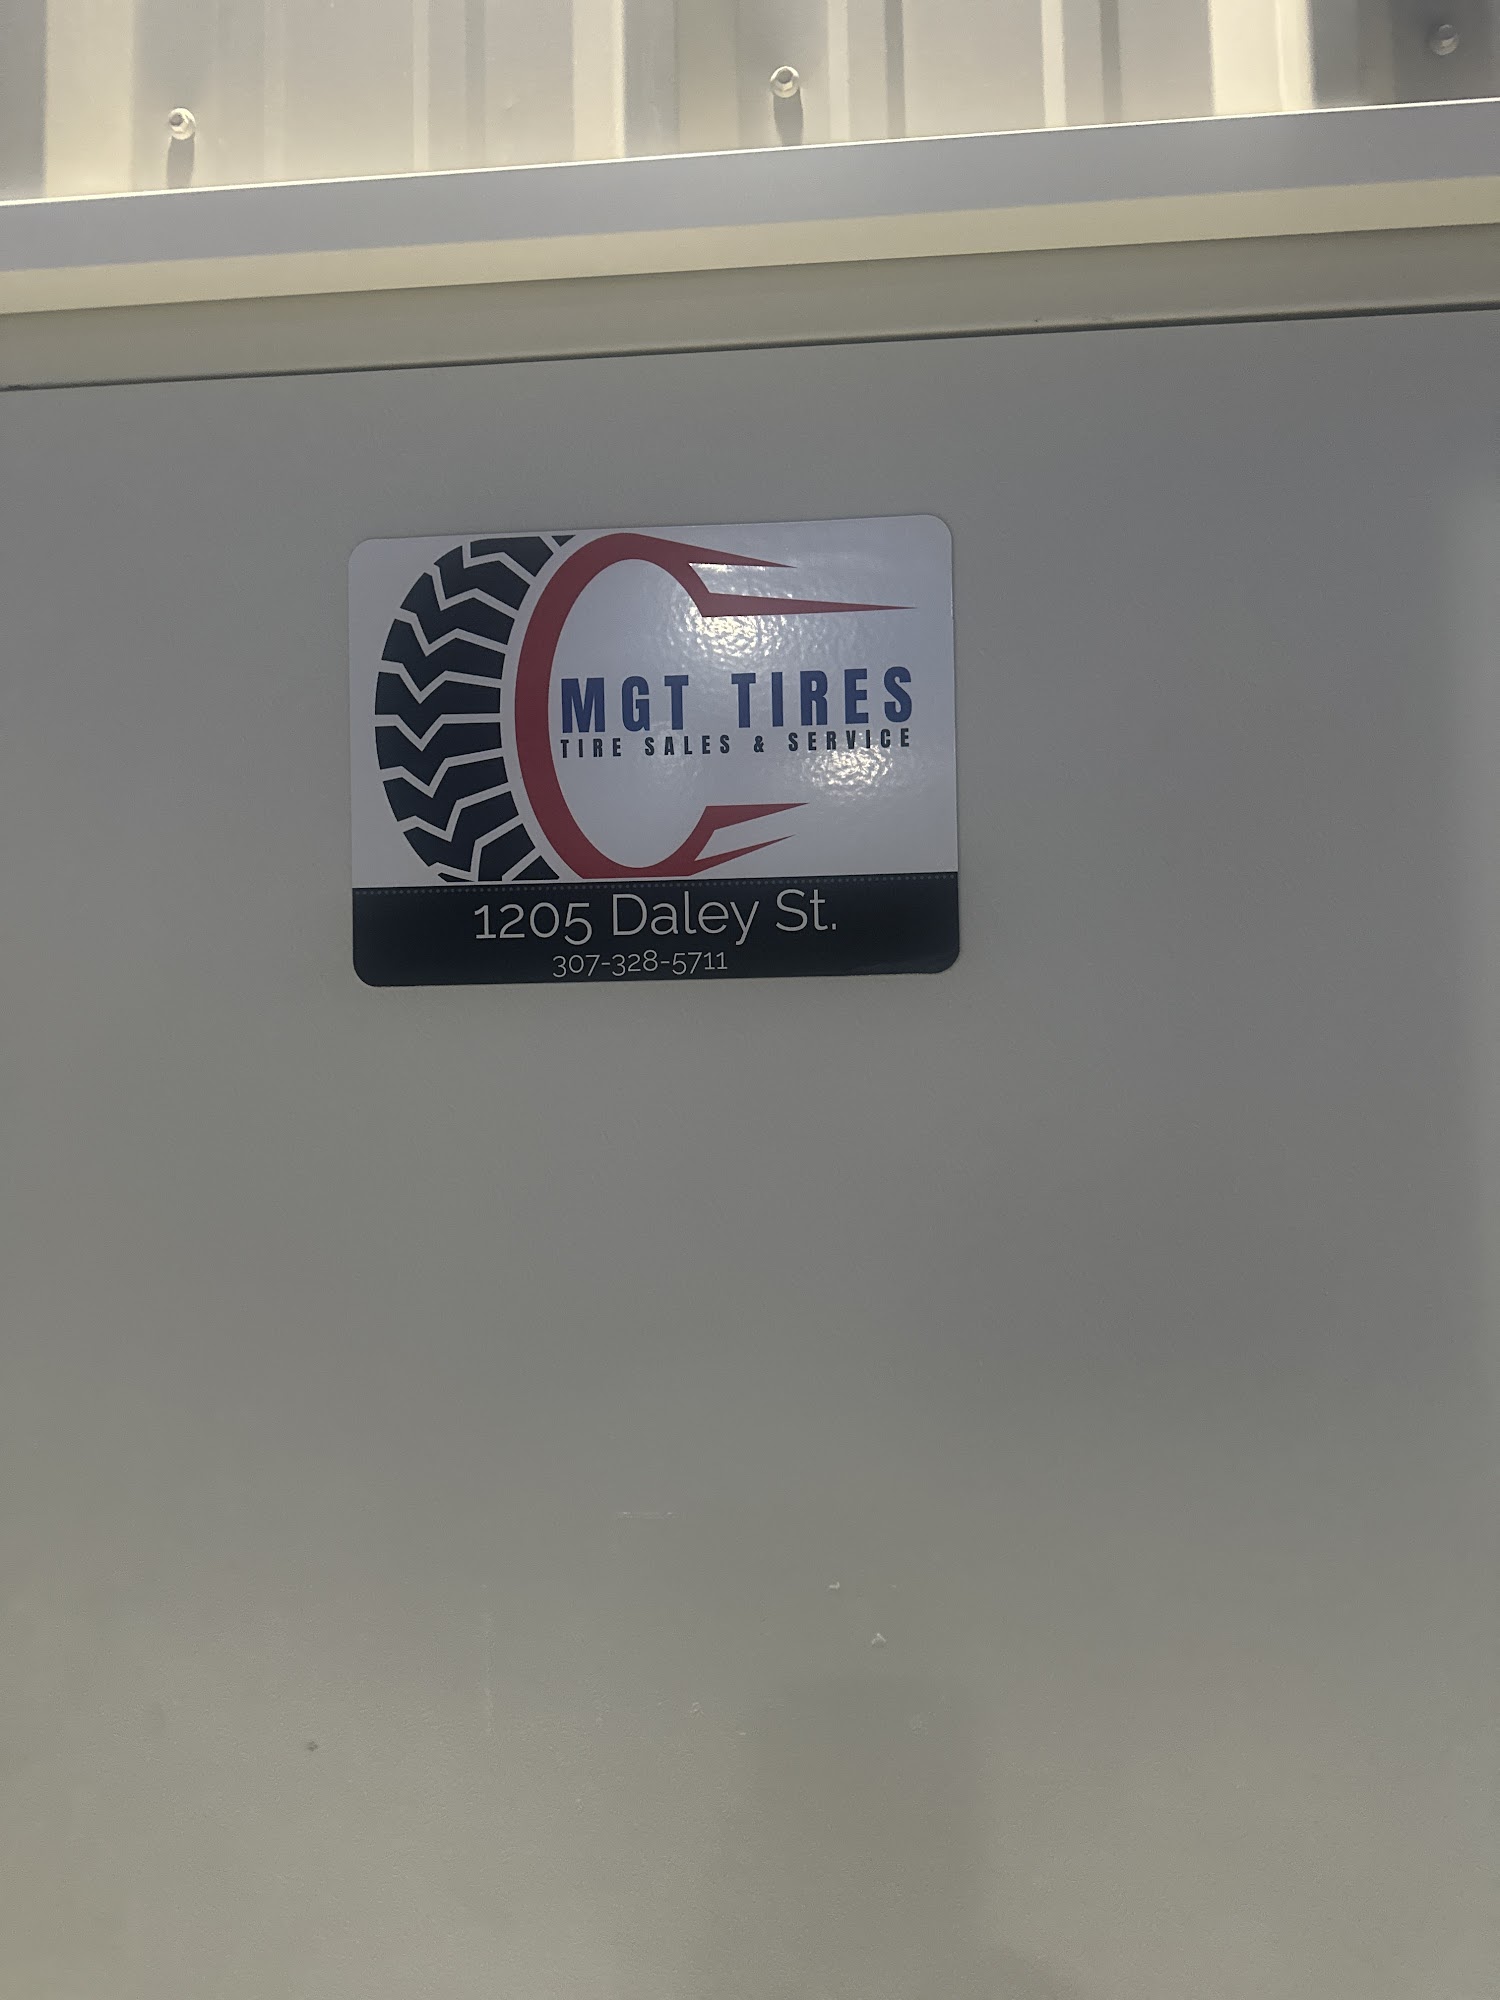 MGT TIRES
TIRE SALES & SERVICE
1205 Daley St.
307-328-5711